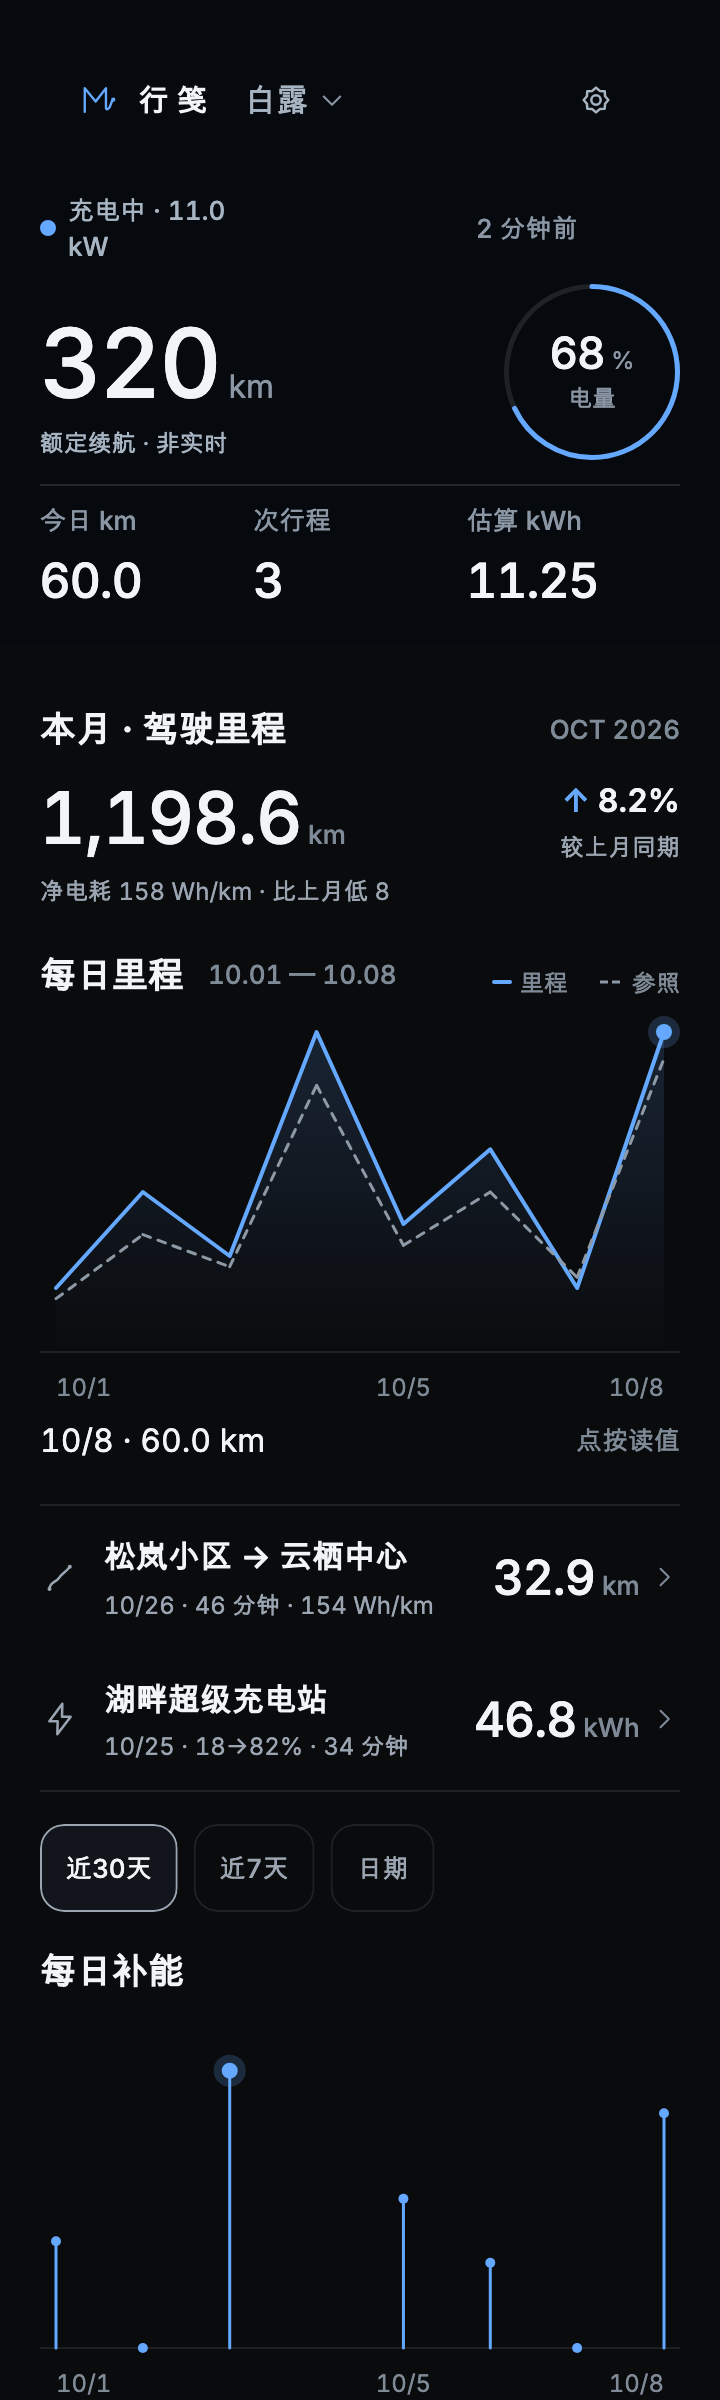 行笺 白露
充电中 · 11.0 kW
2 分钟前
320 km
68 %
电量
额定续航 · 非实时
今日 km 次行程 估算 kWh
60.0 3 11.25
本月 · 驾驶里程 OCT 2026
1,198.6 km
↑ 8.2%
较上月同期
净电耗 158 Wh/km · 比上月低 8
每日里程 10.01 — 10.08 里程 参照
10/1 10/5 10/8
10/8 · 60.0 km 点按读值
松岚小区 → 云栖中心
10/26 · 46 分钟 · 154 Wh/km
32.9 km
湖畔超级充电站
10/25 · 18→82% · 34 分钟
46.8 kWh
近30天 近7天 日期
每日补能
10/1 10/5 10/8